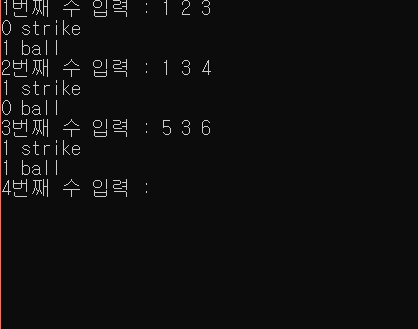 1번째 수 입력 : 1 2 3
0 strike
1 ball
2번째 수 입력 : 1 3 4
1 strike
0 ball
3번째 수 입력 : 5 3 6
1 strike
1 ball
4번째 수 입력 :